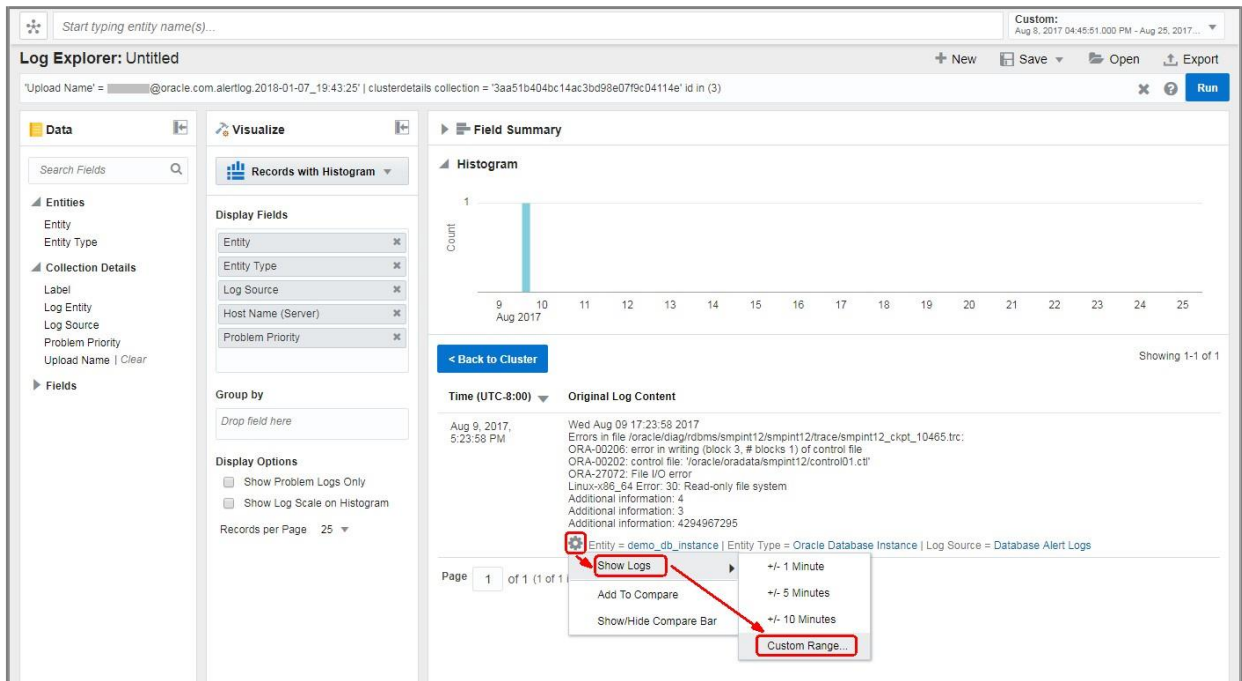 Start typing entity name(s)...
Custom:
Aug 8, 2017 04:45:51.000 PM - Aug 25, 2017...
Log Explorer: Untitled
New
Save
Open
Export
'Upload Name' = @oracle.com.alertlog.2018-01-07_19:43:25' | clusterdetails collection = '3aa51b404bc14ac3bd98e07f9c04114e' id in (3)
Run
Data
Search Fields
Entities
Entity
Entity Type
Collection Details
Label
Log Entity
Log Source
Problem Priority
Upload Name | Clear
Fields
Visualize
Records with Histogram
Display Fields
Entity
Entity Type
Log Source
Host Name (Server)
Problem Priority
Group by
Drop field here
Display Options
Show Problem Logs Only
Show Log Scale on Histogram
Records per Page 25
Field Summary
Histogram
1
Count
9 10 11 12 13 14 15 16 17 18 19 20 21 22 23 24 25
Aug 2017
< Back to Cluster
Showing 1-1 of 1
Time (UTC-8:00) Original Log Content
Aug 9, 2017,
5:23:58 PM
Wed Aug 09 17:23:58 2017
Errors in file /oracle/diag/rdbms/smpint12/smpint12/trace/smpint12_ckpt_10465.trc:
ORA-00206: error in writing (block 3, # blocks 1) of control file
ORA-00202: control file: '/oracle/oradata/smpint12/control01.ctl'
ORA-27072: File I/O error
Linux-x86_64 Error: 30: Read-only file system
Additional information: 4
Additional information: 3
Additional information: 4294967295
Entity = demo_db_instance | Entity Type = Oracle Database Instance | Log Source = Database Alert Logs
Page 1 of 1 (1 of 1
Show Logs
Add To Compare
Show/Hide Compare Bar
+/- 1 Minute
+/- 5 Minutes
+/- 10 Minutes
Custom Range...